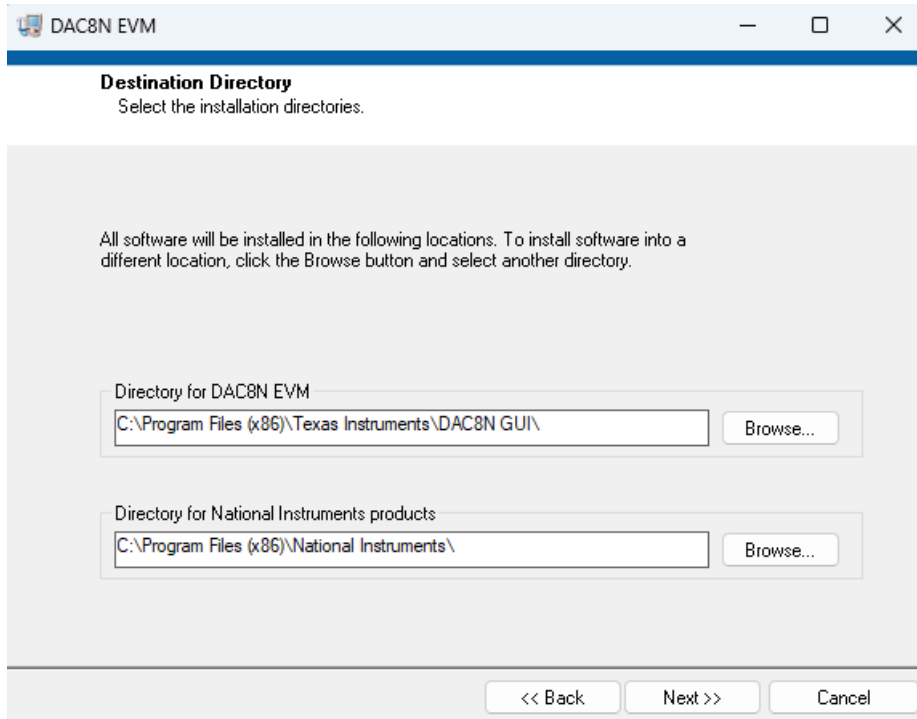 DAC8N EVM
Destination Directory
Select the installation directories.
All software will be installed in the following locations. To install software into a
different location, click the Browse button and select another directory.
Directory for DAC8N EVM
C:\Program Files (x86)\Texas Instruments\DAC8N GUI\
Browse...
Directory for National Instruments products
C:\Program Files (x86)\National Instruments\
Browse...
<< Back
Next >>
Cancel